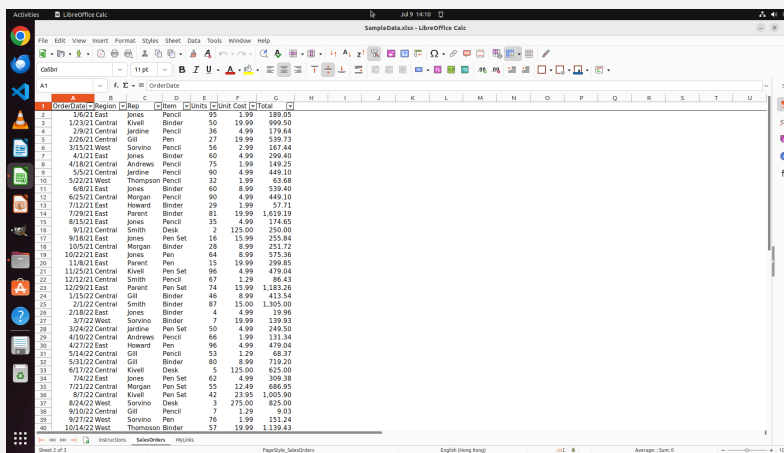 Activities LibreOffice Calc Jul 9 14:10
SampleData.xlsx - LibreOffice Calc
File Edit View Insert Format Styles Sheet Data Tools Window Help
Calibri 11 pt
A1 OrderDate
A B C D E F G H I J K L M N O P Q R S T U
1 OrderDate Region Rep Item Units Unit Cost Total
2 1/6/21 East Jones Pencil 95 1.99 189.05
3 1/23/21 Central Kivell Binder 50 19.99 999.50
4 2/9/21 Central Jardine Pencil 36 4.99 179.64
5 2/26/21 Central Gill Pen 27 19.99 539.73
6 3/15/21 West Sorvino Pencil 56 2.99 167.44
7 4/1/21 East Jones Binder 60 4.99 299.40
8 4/18/21 Central Andrews Pencil 75 1.99 149.25
9 5/5/21 Central Jardine Pencil 90 4.99 449.10
10 5/22/21 West Thompson Pencil 32 1.99 63.68
11 6/8/21 East Jones Binder 60 8.99 539.40
12 6/25/21 Central Morgan Pencil 90 4.99 449.10
13 7/12/21 East Howard Binder 29 1.99 57.71
14 7/29/21 East Parent Binder 81 19.99 1,619.19
15 8/15/21 East Jones Pencil 35 4.99 174.65
16 9/1/21 Central Smith Desk 2 125.00 250.00
17 9/18/21 East Jones Pen Set 16 15.99 255.84
18 10/5/21 Central Morgan Binder 28 8.99 251.72
19 10/22/21 East Jones Pen 64 8.99 575.36
20 11/8/21 East Parent Pen 15 19.99 299.85
21 11/25/21 Central Kivell Pen Set 96 4.99 479.04
22 12/12/21 Central Smith Pencil 67 1.29 86.43
23 12/29/21 East Parent Pen Set 74 15.99 1,183.26
24 1/15/22 Central Gill Binder 46 8.99 413.54
25 2/1/22 Central Smith Binder 87 15.00 1,305.00
26 2/18/22 East Jones Binder 4 4.99 19.96
27 3/7/22 West Sorvino Binder 7 19.99 139.93
28 3/24/22 Central Jardine Pen Set 50 4.99 249.50
29 4/10/22 Central Andrews Pencil 66 1.99 131.34
30 4/27/22 East Howard Pen 96 4.99 479.04
31 5/14/22 Central Gill Pencil 53 1.29 68.37
32 5/31/22 Central Gill Binder 80 8.99 719.20
33 6/17/22 Central Kivell Desk 5 125.00 625.00
34 7/4/22 East Jones Pen Set 62 4.99 309.38
35 7/21/22 Central Morgan Pen Set 55 12.49 686.95
36 8/7/22 Central Kivell Pen Set 42 23.95 1,005.90
37 8/24/22 West Sorvino Desk 3 275.00 825.00
38 9/10/22 Central Gill Pencil 7 1.29 9.03
39 9/27/22 West Sorvino Pen 76 1.99 151.24
40 10/14/22 West Thompson Binder 57 19.99 1,139.43
Instructions SalesOrders MyLinks
Sheet 2 of 3 PageStyle_SalesOrders English (Hong Kong) Average: ; Sum: 0